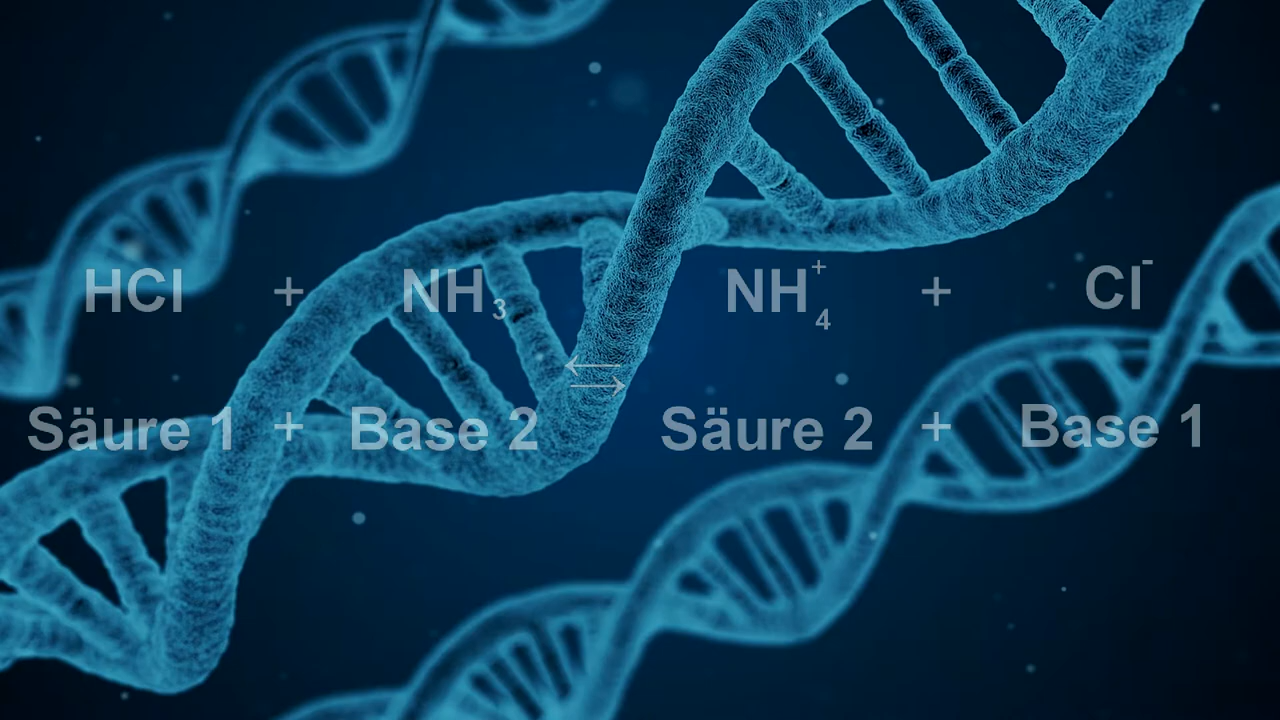 HCl + NH₃ NH₄⁺ + Cl⁻
⇆
Säure 1 + Base 2 Säure 2 + Base 1